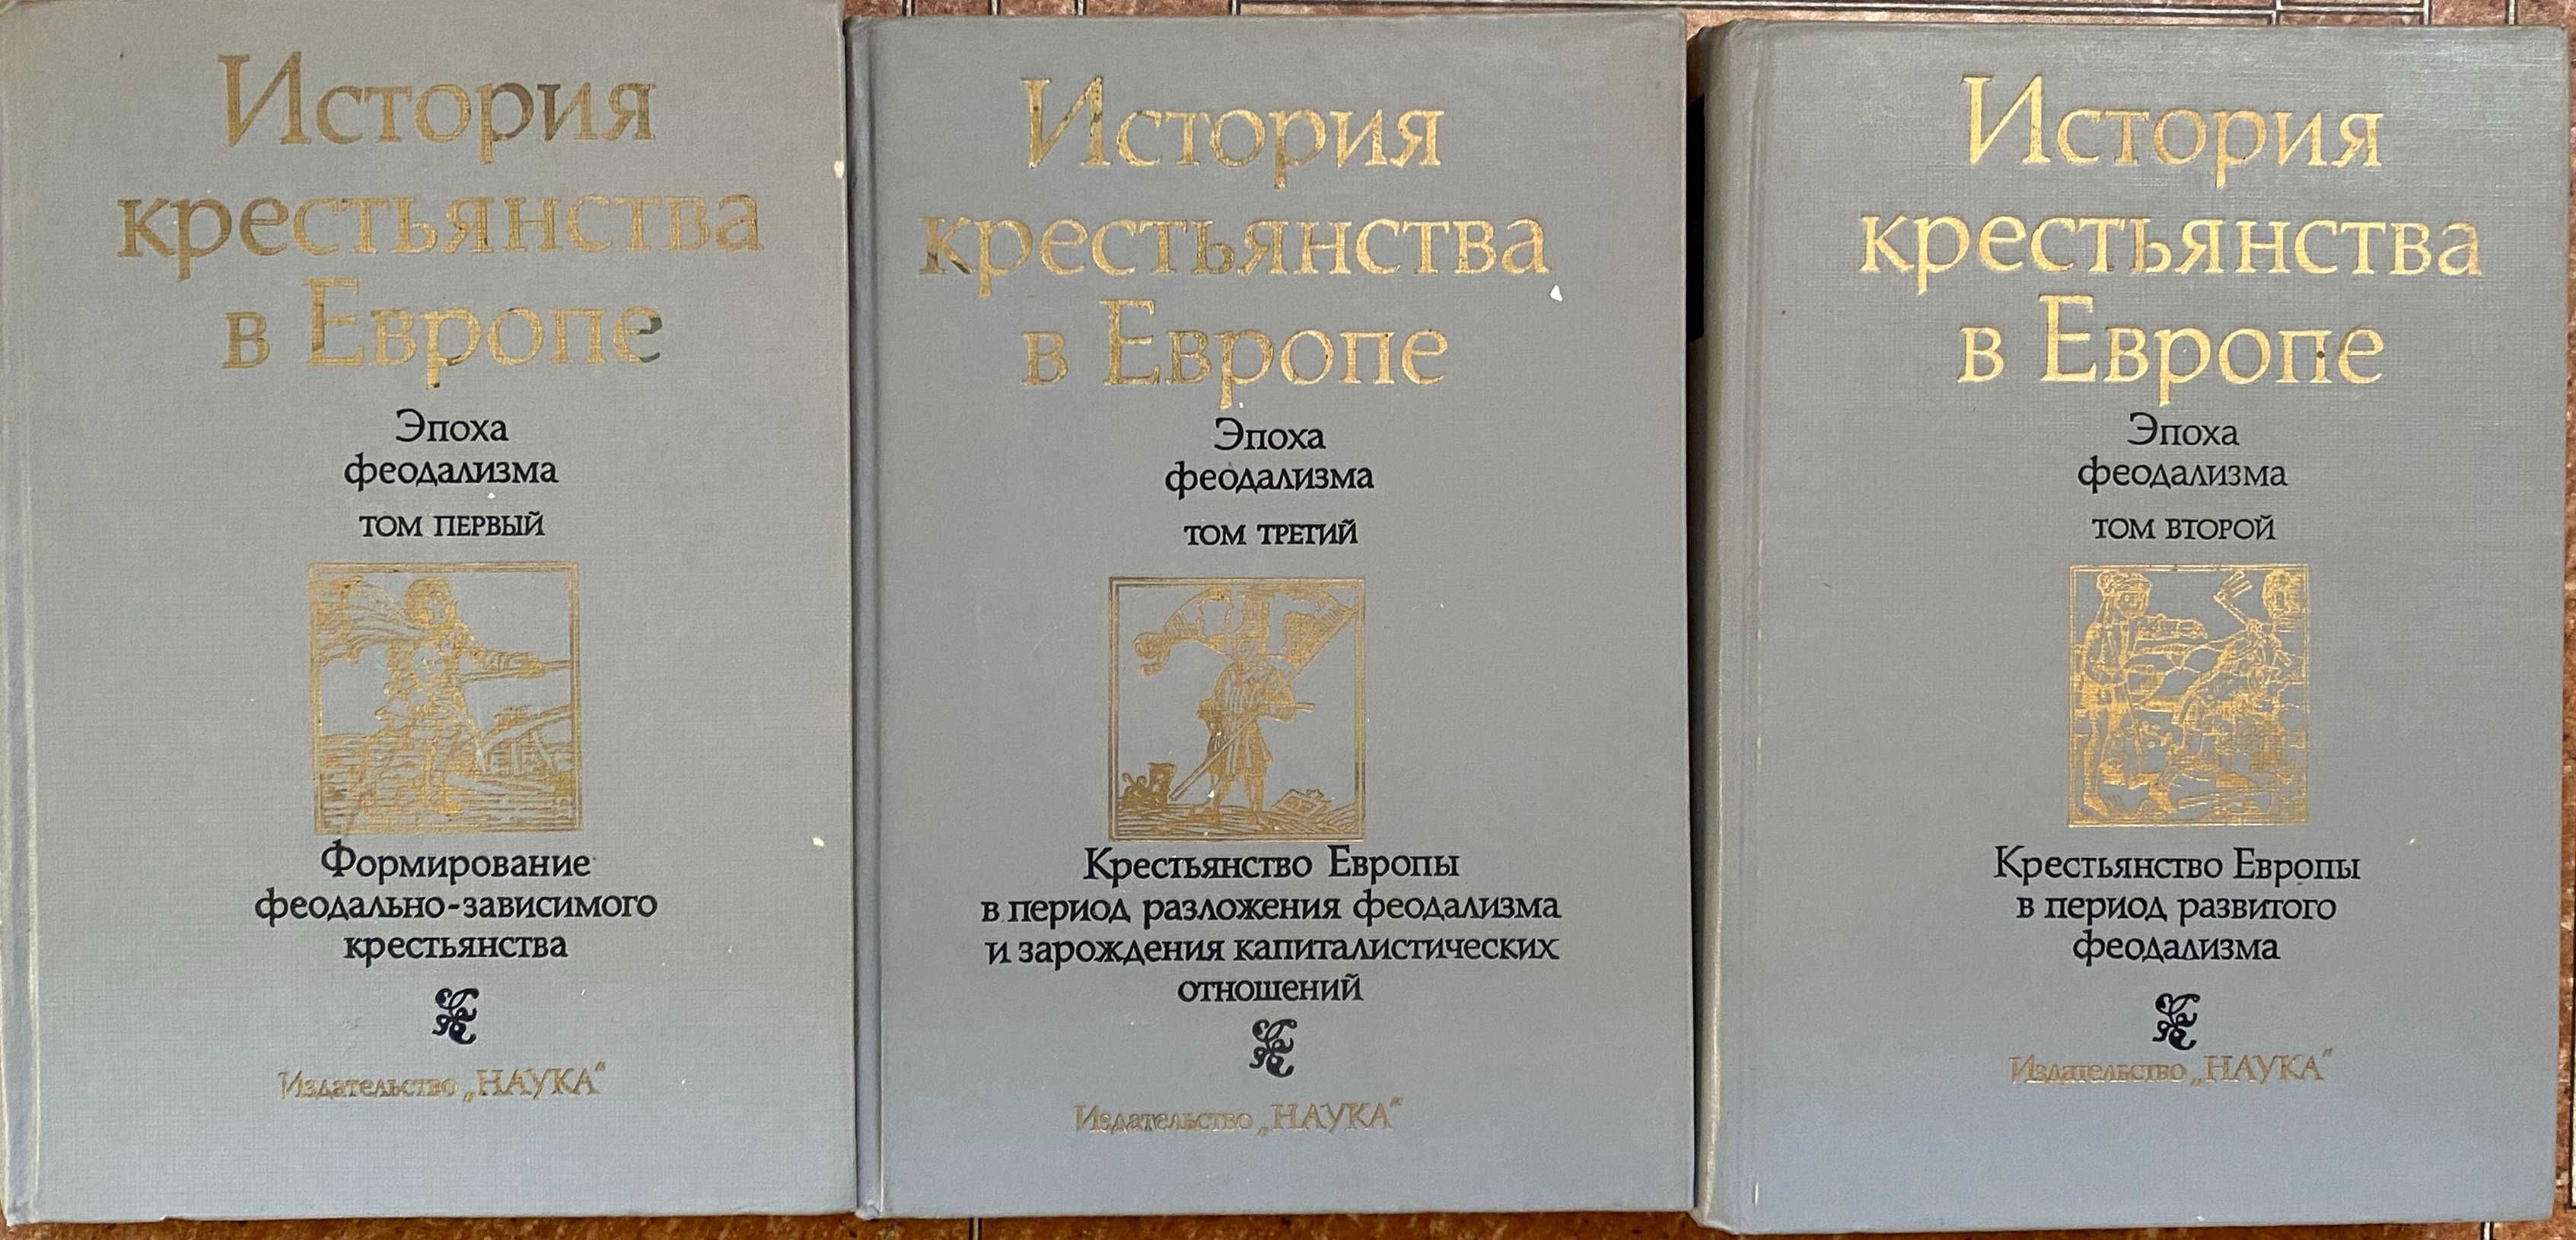 История
крестьянства
в Европе
Эпоха
феодализма
ТОМ ПЕРВЫЙ
Формирование
феодально-зависимого
крестьянства
Издательство „НАУКА“
История
крестьянства
в Европе
Эпоха
феодализма
ТОМ ТРЕТИЙ
Крестьянство Европы
в период разложения феодализма
и зарождения капиталистических
отношений
Издательство „НАУКА“
История
крестьянства
в Европе
Эпоха
феодализма
ТОМ ВТОРОЙ
Крестьянство Европы
в период развитого
феодализма
Издательство „НАУКА“